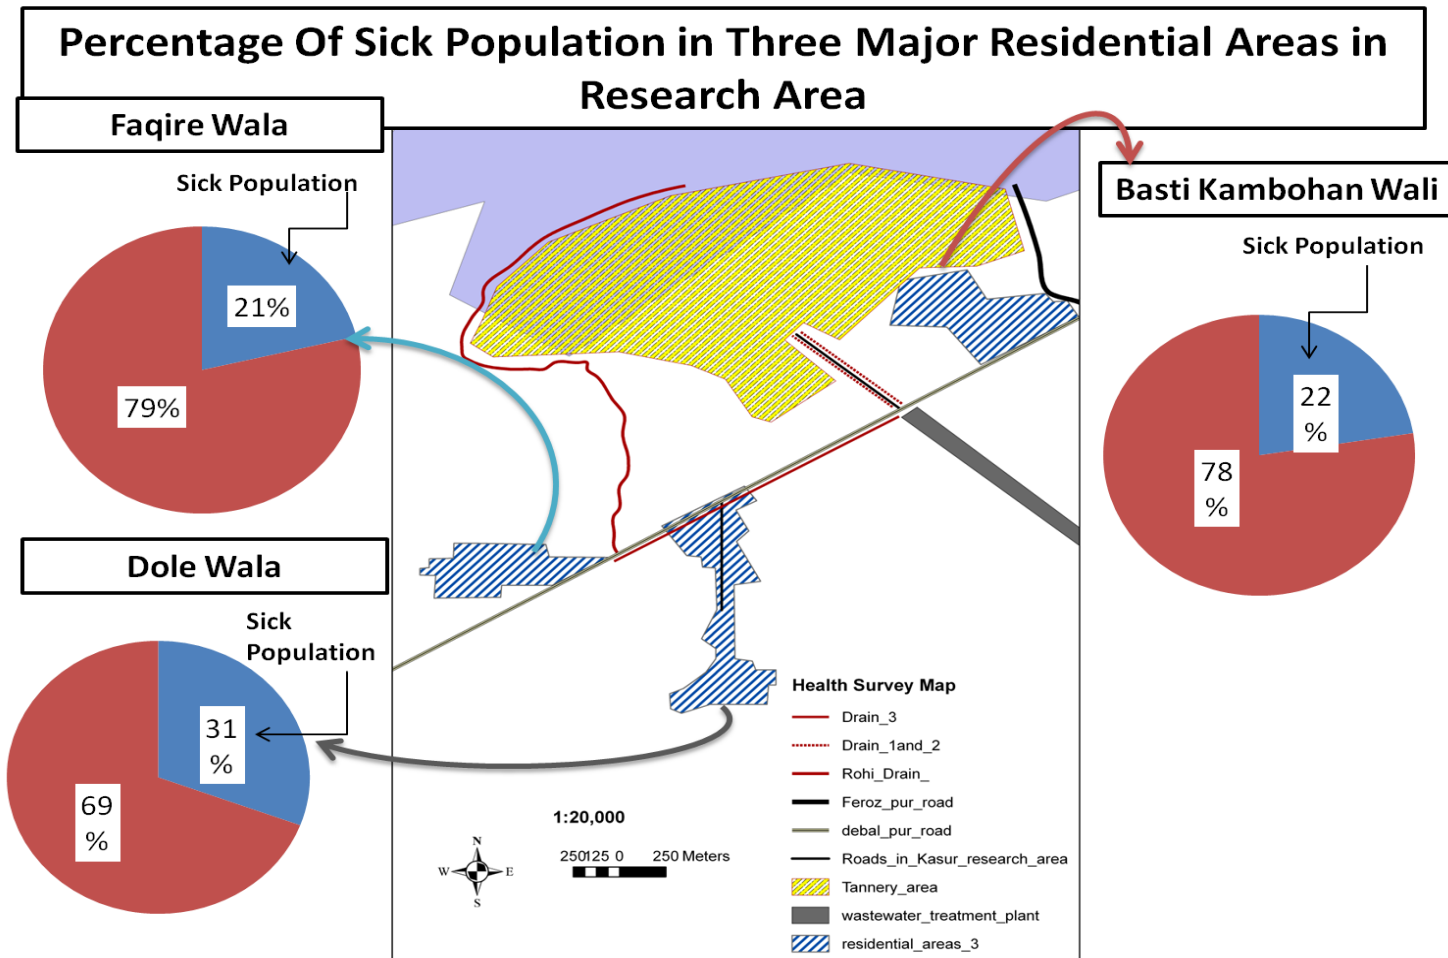 Percentage Of Sick Population in Three Major Residential Areas in
Research Area
Faqire Wala
Sick Population
21%
79%
Basti Kambohan Wali
Sick Population
22
%
78
%
Dole Wala
Sick
Population
31
%
69
%
Health Survey Map
Drain_3
Drain_1and_2
Rohi_Drain_
Feroz_pur_road
debal_pur_road
Roads_in_Kasur_research_area
Tannery_area
wastewater_treatment_plant
residential_areas_3
1:20,000
250125 0 250 Meters
N
W E
S